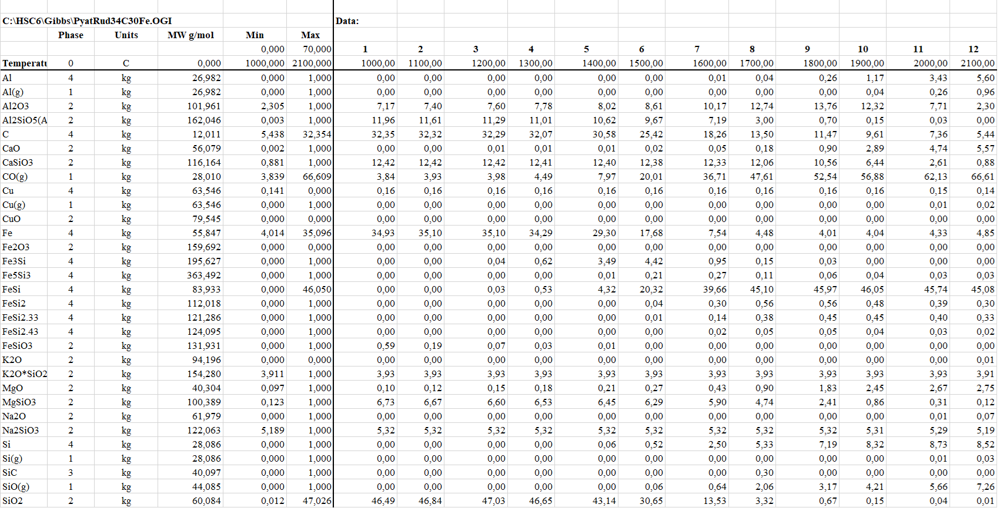 C:\HSC6\Gibbs\PyatRud34C30Fe.OGI Data:
Phase Units MW g/mol Min Max
0,000 70,000 1 2 3 4 5 6 7 8 9 10 11 12
Temperatu 0 C 0,000 1000,000 2100,000 1000,00 1100,00 1200,00 1300,00 1400,00 1500,00 1600,00 1700,00 1800,00 1900,00 2000,00 2100,00
Al 4 kg 26,982 0,000 1,000 0,00 0,00 0,00 0,00 0,00 0,00 0,01 0,04 0,26 1,17 3,43 5,60
Al(g) 1 kg 26,982 0,000 1,000 0,00 0,00 0,00 0,00 0,00 0,00 0,00 0,00 0,00 0,04 0,26 0,96
Al2O3 2 kg 101,961 2,305 1,000 7,17 7,40 7,60 7,78 8,02 8,61 10,17 12,74 13,76 12,32 7,71 2,30
Al2SiO5(A 2 kg 162,046 0,003 1,000 11,96 11,61 11,29 11,01 10,62 9,67 7,19 3,00 0,70 0,15 0,03 0,00
C 4 kg 12,011 5,438 32,354 32,35 32,32 32,29 32,07 30,58 25,42 18,26 13,50 11,47 9,61 7,36 5,44
CaO 2 kg 56,079 0,002 1,000 0,00 0,00 0,01 0,01 0,01 0,02 0,05 0,18 0,90 2,89 4,74 5,57
CaSiO3 2 kg 116,164 0,881 1,000 12,42 12,42 12,42 12,41 12,40 12,38 12,33 12,06 10,56 6,44 2,61 0,88
CO(g) 1 kg 28,010 3,839 66,609 3,84 3,93 3,98 4,49 7,97 20,01 36,71 47,61 52,54 56,88 62,13 66,61
Cu 4 kg 63,546 0,141 0,000 0,16 0,16 0,16 0,16 0,16 0,16 0,16 0,16 0,16 0,16 0,15 0,14
Cu(g) 1 kg 63,546 0,000 1,000 0,00 0,00 0,00 0,00 0,00 0,00 0,00 0,00 0,00 0,00 0,01 0,02
CuO 2 kg 79,545 0,000 0,000 0,00 0,00 0,00 0,00 0,00 0,00 0,00 0,00 0,00 0,00 0,00 0,00
Fe 4 kg 55,847 4,014 35,096 34,93 35,10 35,10 34,29 29,30 17,68 7,54 4,48 4,01 4,04 4,33 4,85
Fe2O3 2 kg 159,692 0,000 0,000 0,00 0,00 0,00 0,00 0,00 0,00 0,00 0,00 0,00 0,00 0,00 0,00
Fe3Si 4 kg 195,627 0,000 1,000 0,00 0,00 0,04 0,62 3,49 4,42 0,95 0,15 0,03 0,00 0,00 0,00
Fe5Si3 4 kg 363,492 0,000 1,000 0,00 0,00 0,00 0,00 0,01 0,21 0,27 0,11 0,06 0,04 0,03 0,03
FeSi 4 kg 83,933 0,000 46,050 0,00 0,00 0,03 0,53 4,32 20,32 39,66 45,10 45,97 46,05 45,74 45,08
FeSi2 4 kg 112,018 0,000 1,000 0,00 0,00 0,00 0,00 0,00 0,04 0,30 0,56 0,56 0,48 0,39 0,30
FeSi2.33 4 kg 121,286 0,000 1,000 0,00 0,00 0,00 0,00 0,00 0,01 0,14 0,38 0,45 0,45 0,40 0,33
FeSi2.43 4 kg 124,095 0,000 1,000 0,00 0,00 0,00 0,00 0,00 0,00 0,02 0,05 0,05 0,04 0,03 0,02
FeSiO3 2 kg 131,931 0,000 1,000 0,59 0,19 0,07 0,03 0,01 0,00 0,00 0,00 0,00 0,00 0,00 0,00
K2O 2 kg 94,196 0,000 0,000 0,00 0,00 0,00 0,00 0,00 0,00 0,00 0,00 0,00 0,00 0,00 0,01
K2O*SiO2 2 kg 154,280 3,911 1,000 3,93 3,93 3,93 3,93 3,93 3,93 3,93 3,93 3,93 3,93 3,93 3,91
MgO 2 kg 40,304 0,097 1,000 0,10 0,12 0,15 0,18 0,21 0,27 0,43 0,90 1,83 2,45 2,67 2,75
MgSiO3 2 kg 100,389 0,123 1,000 6,73 6,67 6,60 6,53 6,45 6,29 5,90 4,74 2,41 0,86 0,31 0,12
Na2O 2 kg 61,979 0,000 1,000 0,00 0,00 0,00 0,00 0,00 0,00 0,00 0,00 0,00 0,00 0,01 0,07
Na2SiO3 2 kg 122,063 5,189 1,000 5,32 5,32 5,32 5,32 5,32 5,32 5,32 5,32 5,32 5,31 5,29 5,19
Si 4 kg 28,086 0,000 1,000 0,00 0,00 0,00 0,00 0,06 0,52 2,50 5,33 7,19 8,32 8,73 8,52
Si(g) 1 kg 28,086 0,000 1,000 0,00 0,00 0,00 0,00 0,00 0,00 0,00 0,00 0,00 0,00 0,01 0,03
SiC 3 kg 40,097 0,000 1,000 0,00 0,00 0,00 0,00 0,00 0,00 0,00 0,30 0,00 0,00 0,00 0,00
SiO(g) 1 kg 44,085 0,000 1,000 0,00 0,00 0,00 0,00 0,00 0,06 0,64 2,06 3,17 4,21 5,66 7,26
SiO2 2 kg 60,084 0,012 47,026 46,49 46,84 47,03 46,65 43,14 30,65 13,53 3,32 0,67 0,15 0,04 0,01